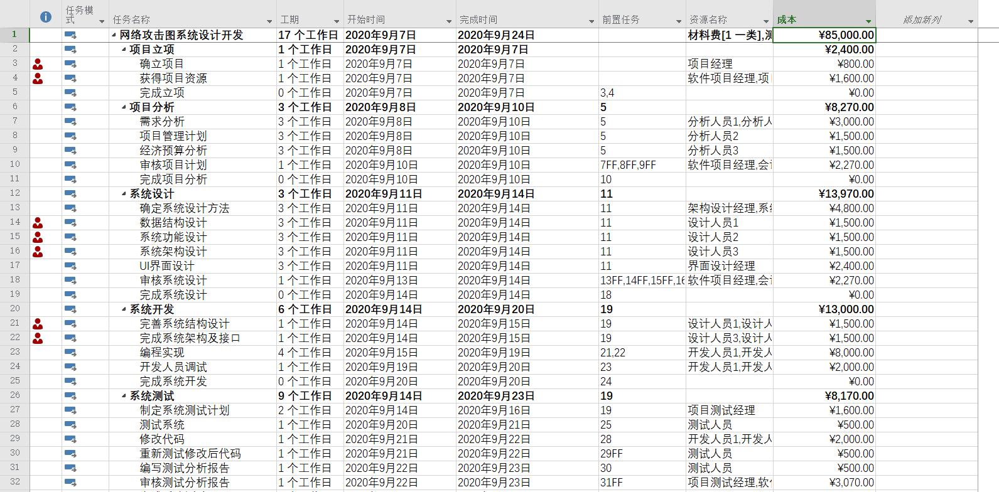 任务模式 任务名称 工期 开始时间 完成时间 前置任务 资源名称 成本 添加新列
1 网络攻击图系统设计开发 17 个工作日 2020年9月7日 2020年9月24日 材料费[1 一类],测 ¥85,000.00
2 项目立项 1 个工作日 2020年9月7日 2020年9月7日 ¥2,400.00
3 确立项目 1 个工作日 2020年9月7日 2020年9月7日 项目经理 ¥800.00
4 获得项目资源 1 个工作日 2020年9月7日 2020年9月7日 软件项目经理,项 ¥1,600.00
5 完成立项 0 个工作日 2020年9月7日 2020年9月7日 3,4 ¥0.00
6 项目分析 3 个工作日 2020年9月8日 2020年9月10日 5 ¥8,270.00
7 需求分析 3 个工作日 2020年9月8日 2020年9月10日 5 分析人员1,分析人 ¥3,000.00
8 项目管理计划 3 个工作日 2020年9月8日 2020年9月10日 5 分析人员2 ¥1,500.00
9 经济预算分析 3 个工作日 2020年9月8日 2020年9月10日 5 分析人员3 ¥1,500.00
10 审核项目计划 1 个工作日 2020年9月10日 2020年9月10日 7FF,8FF,9FF 软件项目经理,会 ¥2,270.00
11 完成项目分析 0 个工作日 2020年9月10日 2020年9月10日 10 ¥0.00
12 系统设计 3 个工作日 2020年9月11日 2020年9月14日 11 ¥13,970.00
13 确定系统设计方法 3 个工作日 2020年9月11日 2020年9月14日 11 架构设计经理,系 ¥4,800.00
14 数据结构设计 3 个工作日 2020年9月11日 2020年9月14日 11 设计人员1 ¥1,500.00
15 系统功能设计 3 个工作日 2020年9月11日 2020年9月14日 11 设计人员2 ¥1,500.00
16 系统架构设计 3 个工作日 2020年9月11日 2020年9月14日 11 设计人员3 ¥1,500.00
17 UI界面设计 3 个工作日 2020年9月11日 2020年9月14日 11 界面设计经理 ¥2,400.00
18 审核系统设计 1 个工作日 2020年9月13日 2020年9月14日 13FF,14FF,15FF,16 软件项目经理,会 ¥2,270.00
19 完成系统设计 0 个工作日 2020年9月14日 2020年9月14日 18 ¥0.00
20 系统开发 6 个工作日 2020年9月14日 2020年9月20日 19 ¥13,000.00
21 完善系统结构设计 1 个工作日 2020年9月14日 2020年9月15日 19 设计人员1,设计人 ¥1,500.00
22 完成系统架构及接口 1 个工作日 2020年9月14日 2020年9月15日 19 设计人员3,设计人 ¥1,500.00
23 编程实现 4 个工作日 2020年9月15日 2020年9月19日 21,22 开发人员1,开发人 ¥8,000.00
24 开发人员调试 1 个工作日 2020年9月19日 2020年9月20日 23 开发人员1,开发人 ¥2,000.00
25 完成系统开发 0 个工作日 2020年9月20日 2020年9月20日 24 ¥0.00
26 系统测试 9 个工作日 2020年9月14日 2020年9月23日 19 ¥8,170.00
27 制定系统测试计划 2 个工作日 2020年9月14日 2020年9月16日 19 项目测试经理 ¥1,600.00
28 测试系统 1 个工作日 2020年9月20日 2020年9月21日 25 测试人员 ¥500.00
29 修改代码 1 个工作日 2020年9月21日 2020年9月22日 28 开发人员1,开发人 ¥2,000.00
30 重新测试修改后代码 1 个工作日 2020年9月21日 2020年9月22日 29FF 测试人员 ¥500.00
31 编写测试分析报告 1 个工作日 2020年9月22日 2020年9月23日 30 测试人员 ¥500.00
32 审核测试分析报告 1 个工作日 2020年9月22日 2020年9月23日 31FF 项目测试经理,软 ¥3,070.00